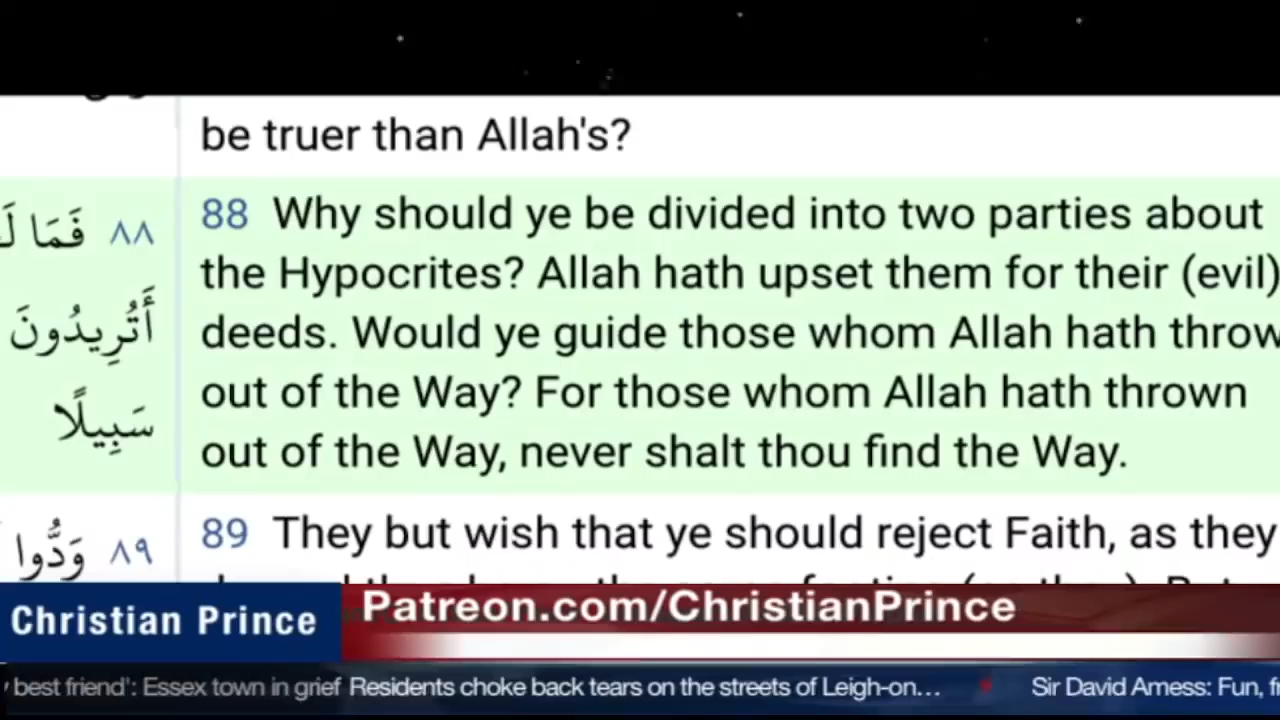 be truer than Allah's?
فَمَا ٨٨
أَتُرِيدُونَ
سَبِيلًا
88 Why should ye be divided into two parties about
the Hypocrites? Allah hath upset them for their (evil)
deeds. Would ye guide those whom Allah hath throw
out of the Way? For those whom Allah hath thrown
out of the Way, never shalt thou find the Way.
وَدُّوا ٨٩
89 They but wish that ye should reject Faith, as they
Christian Prince
Patreon.com/ChristianPrince
best friend': Essex town in grief Residents choke back tears on the streets of Leigh-on... Sir David Amess: Fun, f